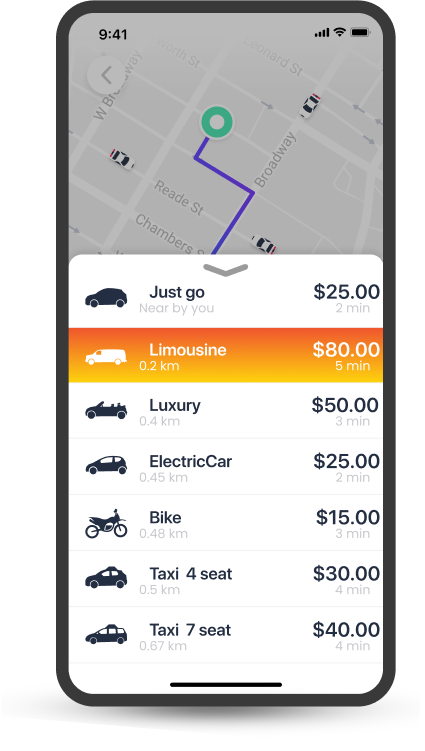 9:41
W Broadway
Worth St
Leonard St
Broadway
Reade St
Chambers S
Just go $25.00
Near by you 2 min
Limousine $80.00
0.2 km 5 min
Luxury $50.00
0.4 km 3 min
ElectricCar $25.00
0.45 km 2 min
Bike $15.00
0.48 km 3 min
Taxi 4 seat $30.00
0.5 km 4 min
Taxi 7 seat $40.00
0.67 km 4 min